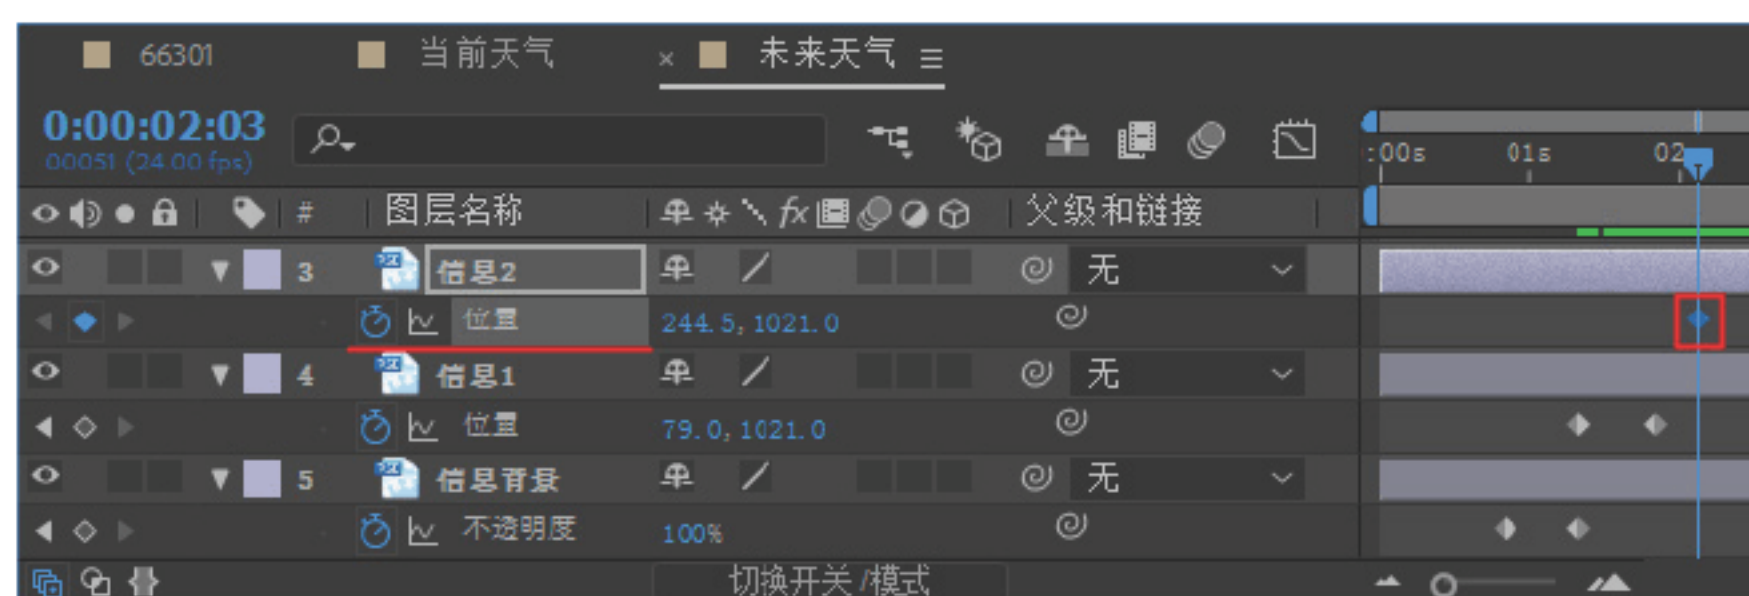 66301 当前天气 × 未来天气
0:00:02:03
00051 (24.00 fps)
:00s 01s 02
# 图层名称 fx 父级和链接
3 信息2 无
位置 244.5, 1021.0
4 信息1 无
位置 79.0, 1021.0
5 信息背景 无
不透明度 100%
切换开关/模式